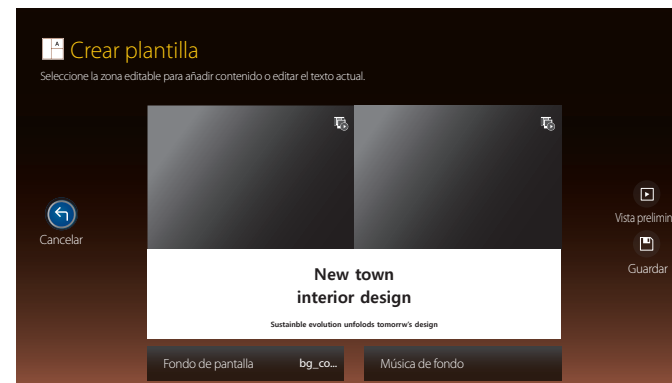 A
Crear plantilla
Seleccione la zona editable para añadir contenido o editar el texto actual.
Cancelar
Vista prelimin
Guardar
New town
interior design
Sustainble evolution unfolods tomorrw's design
Fondo de pantalla bg_co... Música de fondo